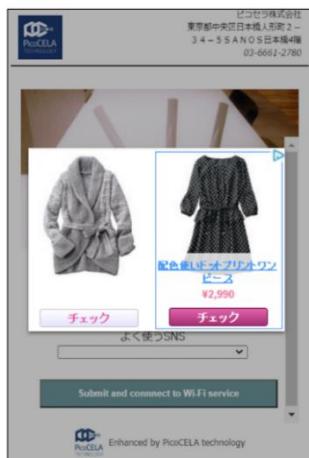 ピコセラ株式会社
東京都中央区日本橋人形町2－
34－5SANOS日本橋4階
03-6661-2780
PicoCELA
TECHNOLOGY
配色使いドットプリントワン
ピース
¥2,990
チェック
チェック
よく使うSNS
Submit and connnect to Wi-Fi service
PicoCELA
TECHNOLOGY
Enhanced by PicoCELA technology